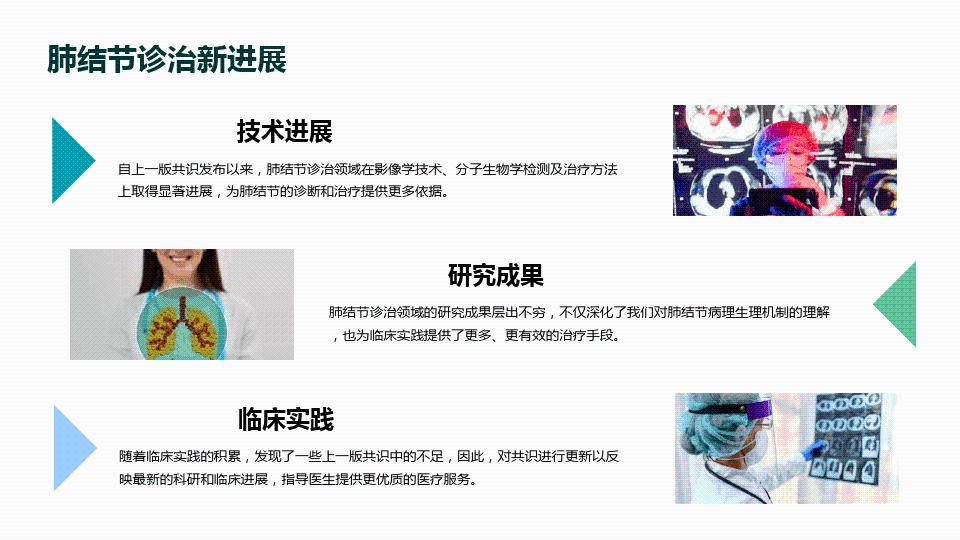 肺结节诊治新进展
技术进展
自上一版共识发布以来，肺结节诊治领域在影像学技术、分子生物学检测及治疗方法
上取得显著进展，为肺结节的诊断和治疗提供更多依据。
研究成果
肺结节诊治领域的研究成果层出不穷，不仅深化了我们对肺结节病理生理机制的理解
，也为临床实践提供了更多、更有效的治疗手段。
临床实践
随着临床实践的积累，发现了一些上一版共识中的不足，因此，对共识进行更新以反
映最新的科研和临床进展，指导医生提供更优质的医疗服务。